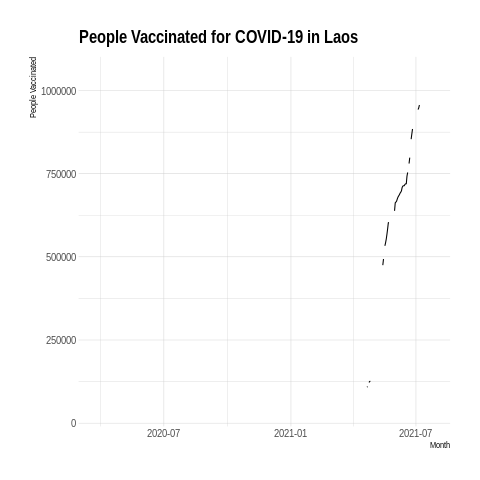 People Vaccinated for COVID-19 in Laos
People Vaccinated
1000000
750000
500000
250000
0
2020-07 2021-01 2021-07
Month